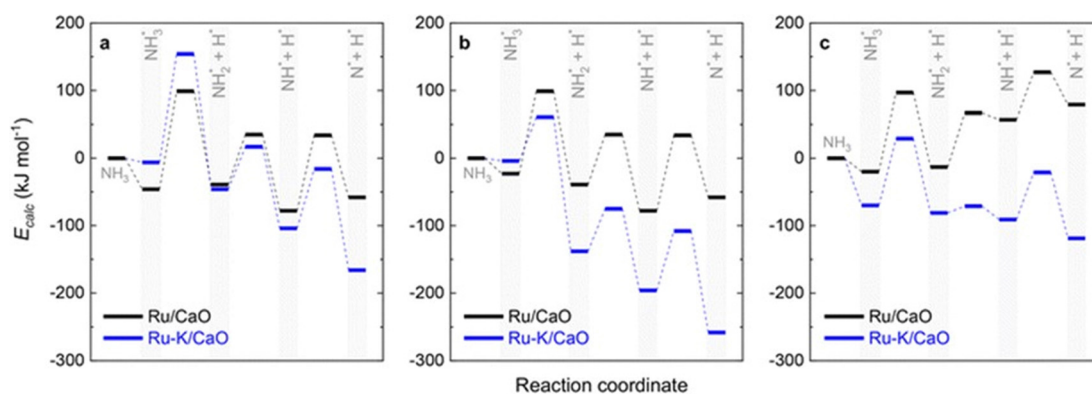 a
b
c
200
100
0
-100
-200
-300
E_calc (kJ mol⁻¹)
NH₃
NH₃*
NH₂* + H*
NH* + H*
N* + H*
Ru/CaO
Ru-K/CaO
200
100
0
-100
-200
-300
NH₃
NH₃*
NH₂* + H*
NH* + H*
N* + H*
Ru/CaO
Ru-K/CaO
200
100
0
-100
-200
-300
NH₃
NH₃*
NH₂* + H*
NH* + H*
N* + H*
Ru/CaO
Ru-K/CaO
Reaction coordinate